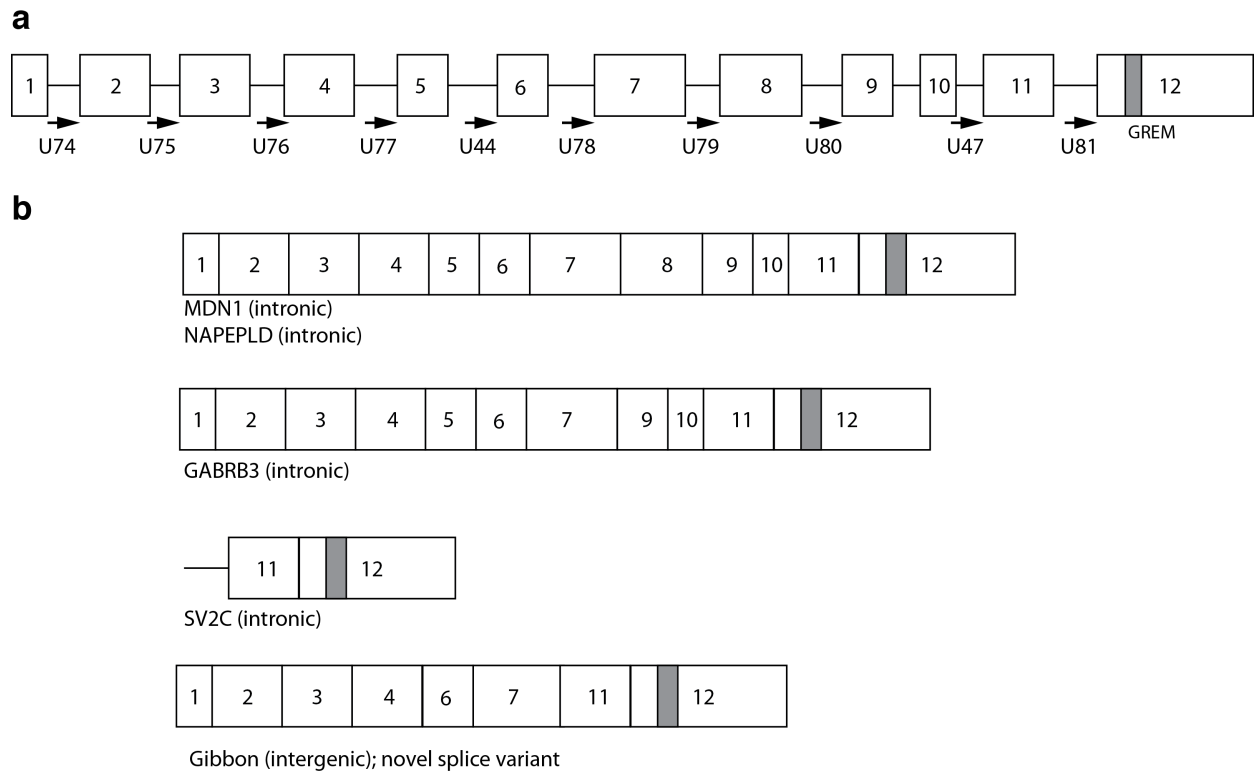 a
1 2 3 4 5 6 7 8 9 10 11 12
U74 U75 U76 U77 U44 U78 U79 U80 U47 U81 GREM
b
1 2 3 4 5 6 7 8 9 10 11 12
MDN1 (intronic)
NAPEPLD (intronic)
1 2 3 4 5 6 7 9 10 11 12
GABRB3 (intronic)
11 12
SV2C (intronic)
1 2 3 4 6 7 11 12
Gibbon (intergenic); novel splice variant